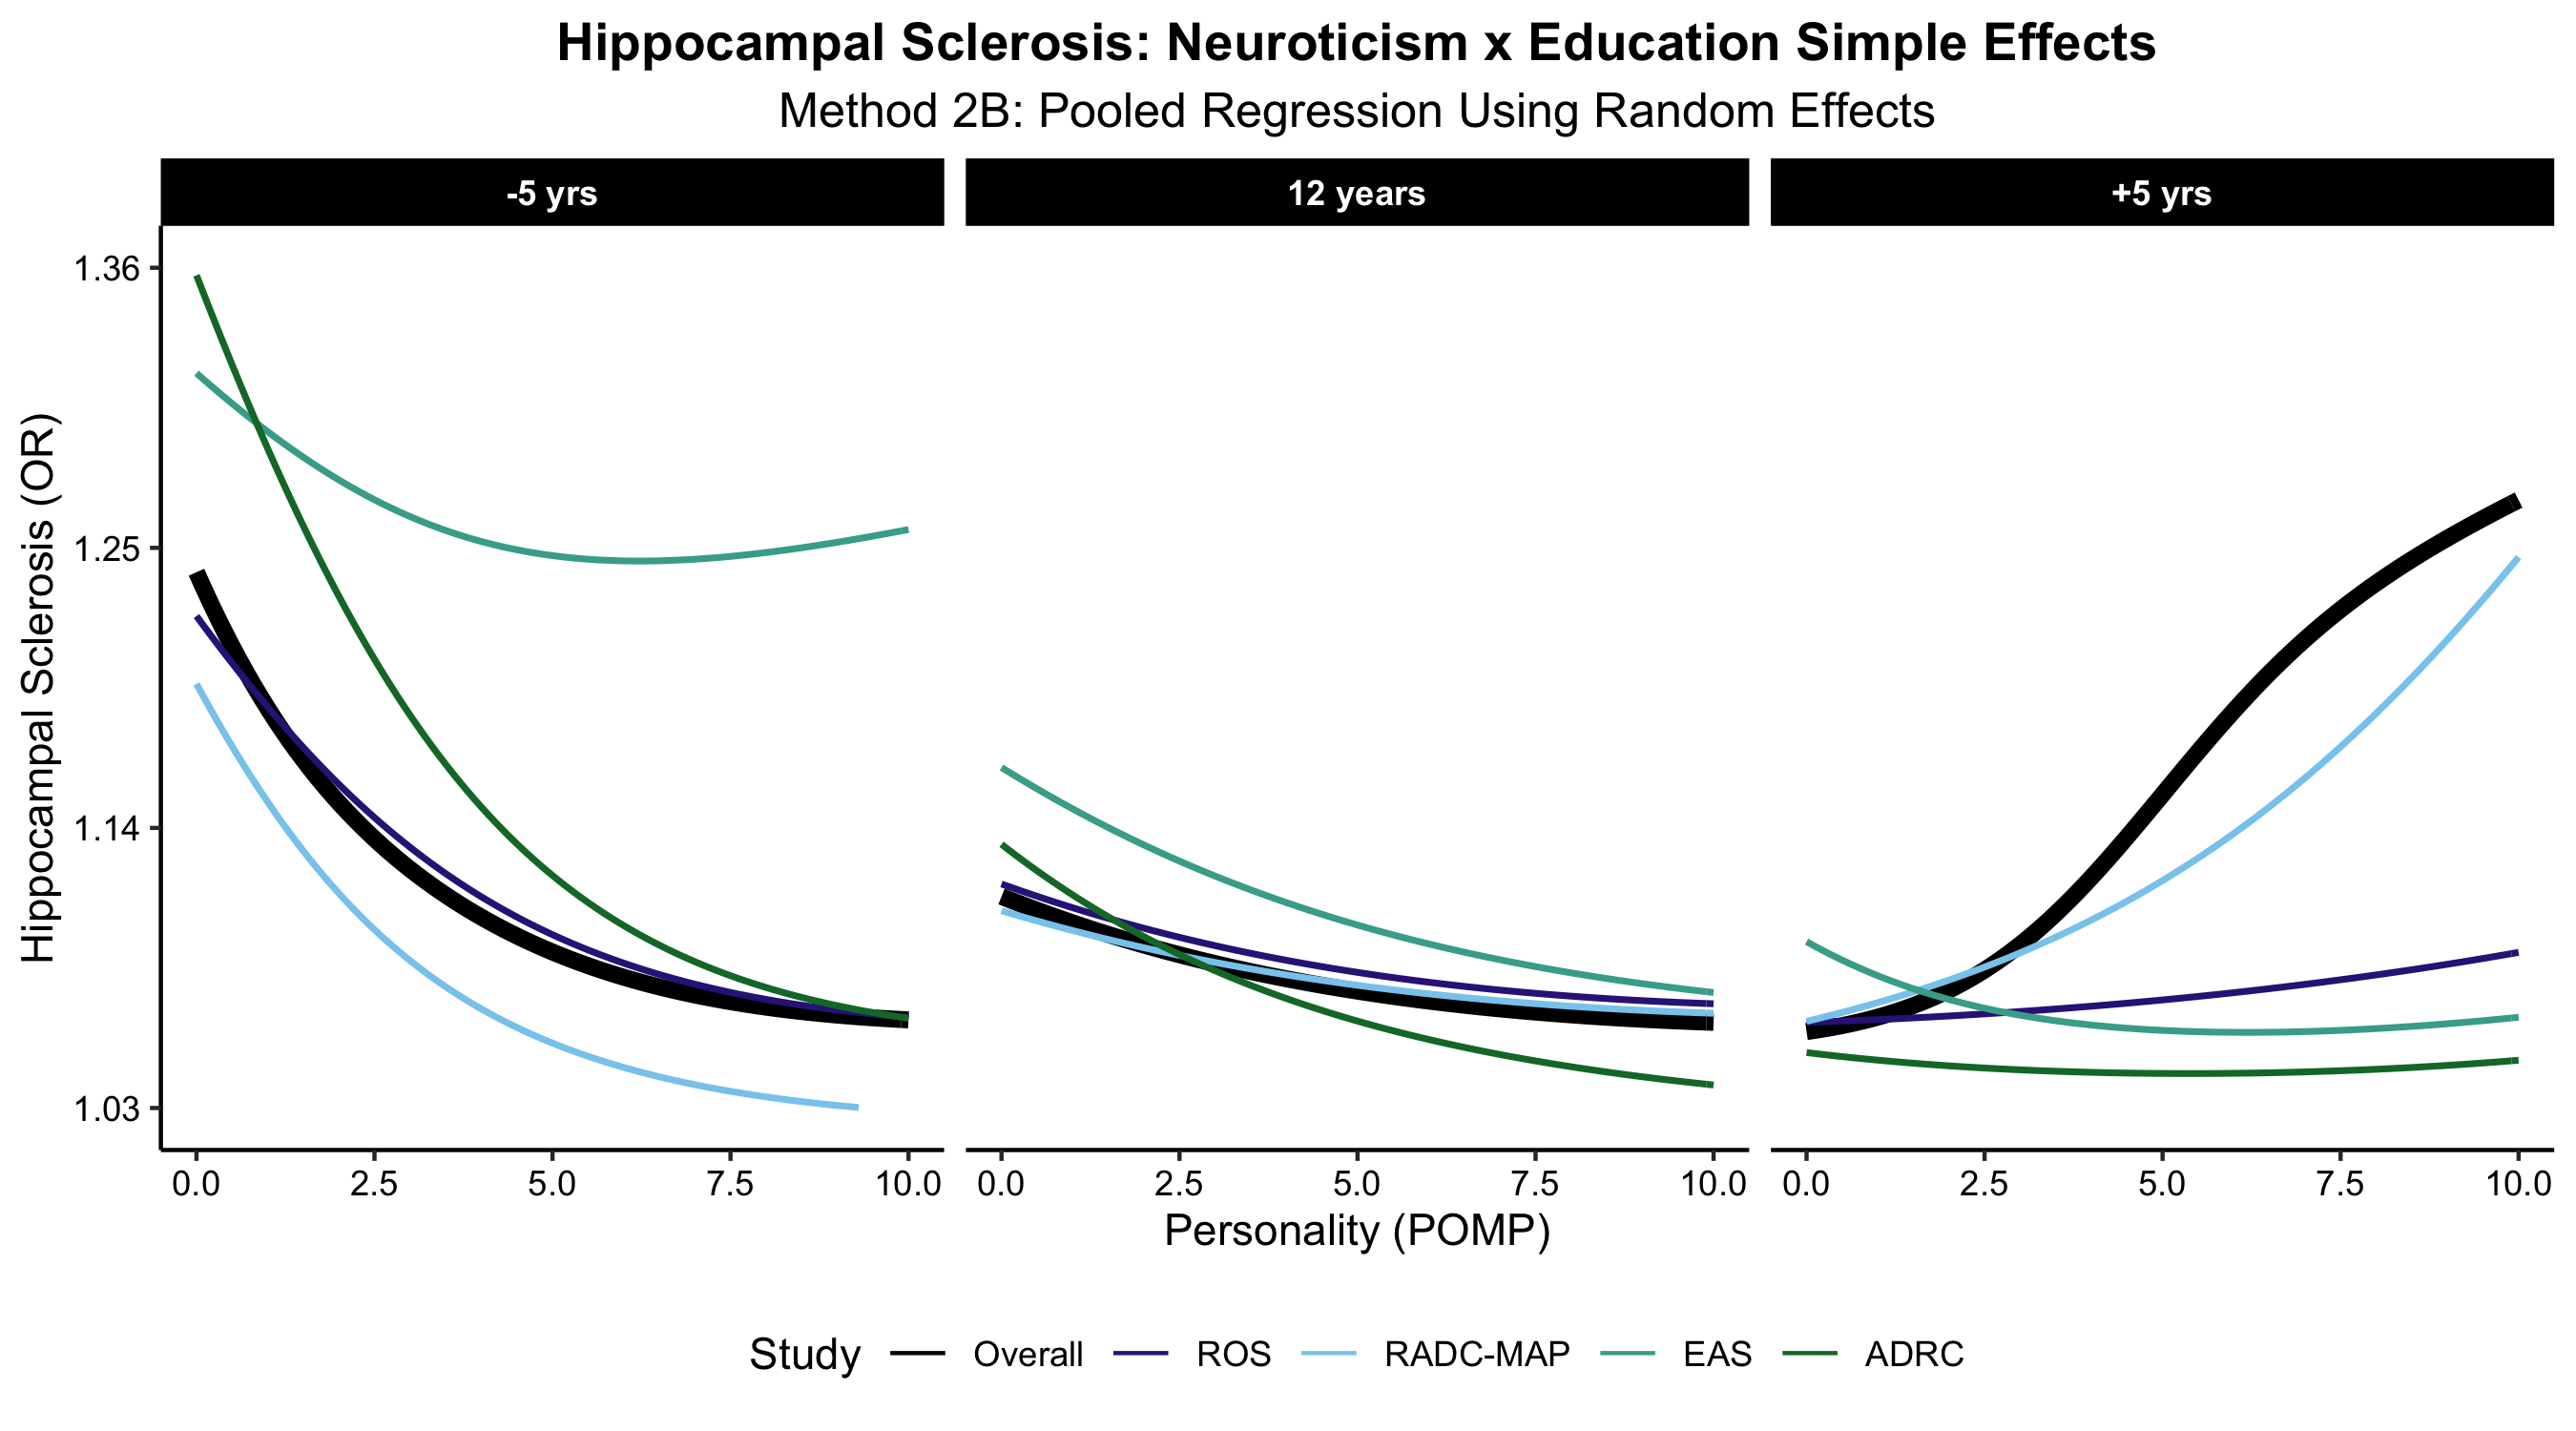 Hippocampal Sclerosis: Neuroticism x Education Simple Effects
Method 2B: Pooled Regression Using Random Effects
-5 yrs
12 years
+5 yrs
Hippocampal Sclerosis (OR)
1.36
1.25
1.14
1.03
0.0 2.5 5.0 7.5 10.0
0.0 2.5 5.0 7.5 10.0
0.0 2.5 5.0 7.5 10.0
Personality (POMP)
Study Overall ROS RADC-MAP EAS ADRC